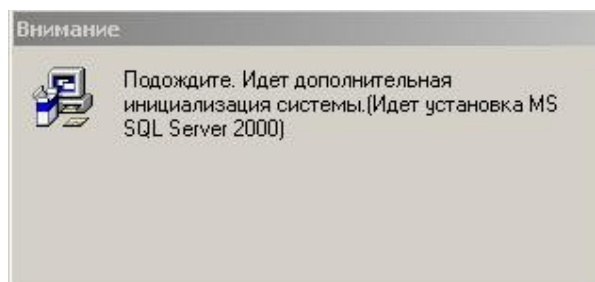 Внимание
Подождите. Идет дополнительная
инициализация системы.(Идет установка MS
SQL Server 2000)